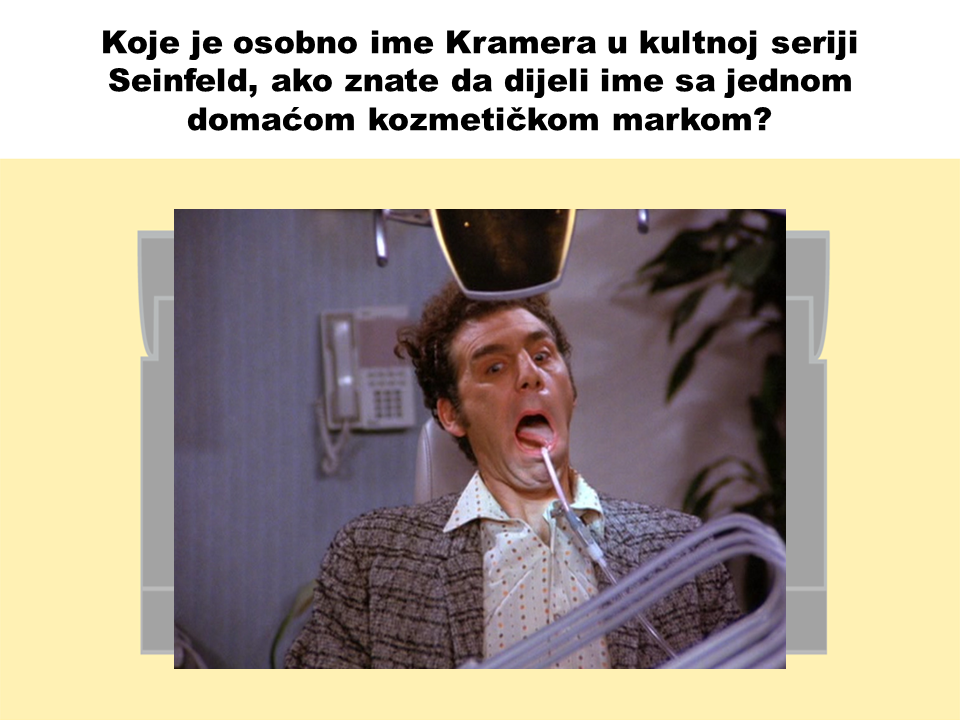 Koje je osobno ime Kramera u kultnoj seriji
Seinfeld, ako znate da dijeli ime sa jednom
domaćom kozmetičkom markom?